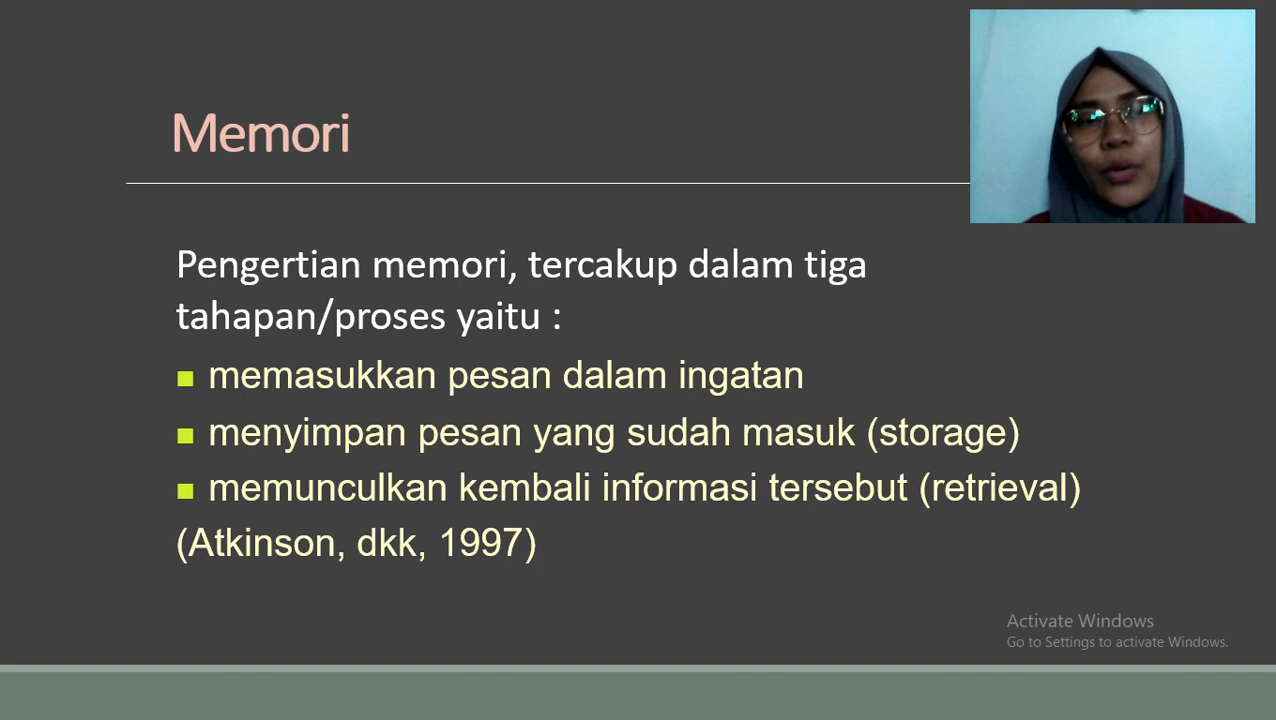 Memori
Pengertian memori, tercakup dalam tiga
tahapan/proses yaitu :
■ memasukkan pesan dalam ingatan
■ menyimpan pesan yang sudah masuk (storage)
■ memunculkan kembali informasi tersebut (retrieval)
(Atkinson, dkk, 1997)
Activate Windows
Go to Settings to activate Windows.